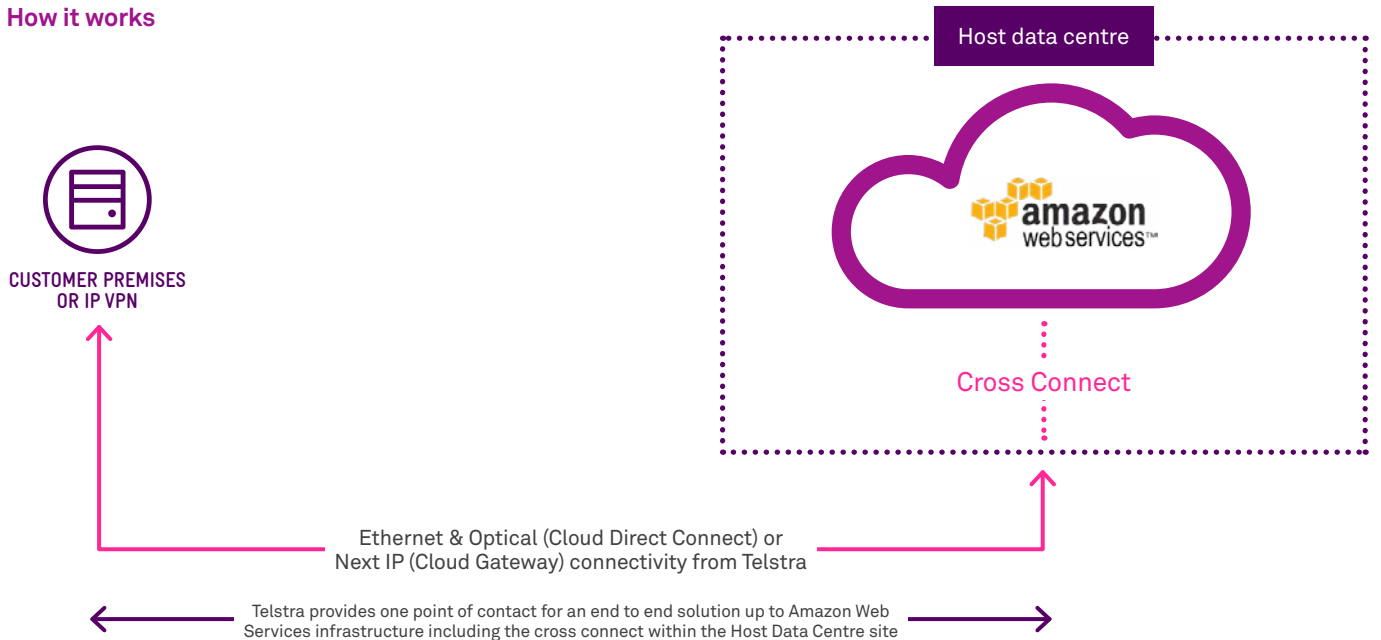 How it works
Host data centre
amazon
webservices™
CUSTOMER PREMISES
OR IP VPN
Cross Connect
Ethernet & Optical (Cloud Direct Connect) or
Next IP (Cloud Gateway) connectivity from Telstra
Telstra provides one point of contact for an end to end solution up to Amazon Web
Services infrastructure including the cross connect within the Host Data Centre site